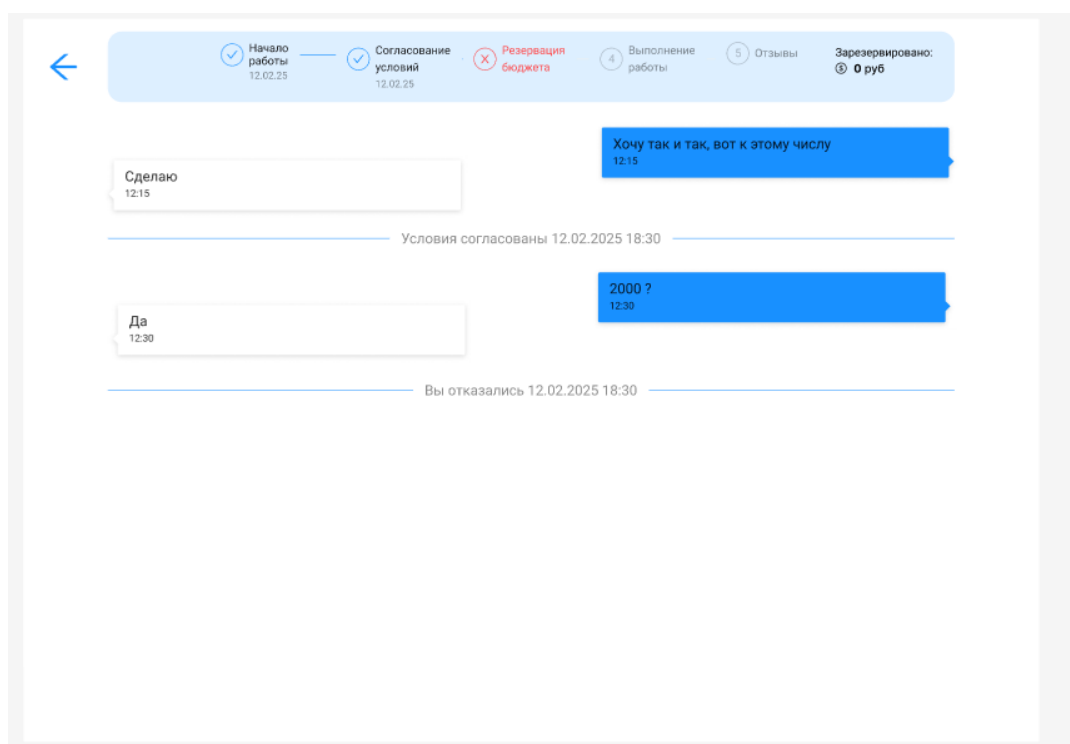 Начало
работы
12.02.25
Согласование
условий
12.02.25
X
Резервация
бюджета
4
Выполнение
работы
5
Отзывы
Зарезервировано:
0 руб
Хочу так и так, вот к этому числу
12:15
Сделаю
12:15
Условия согласованы 12.02.2025 18:30
2000 ?
12:30
Да
12:30
Вы отказались 12.02.2025 18:30